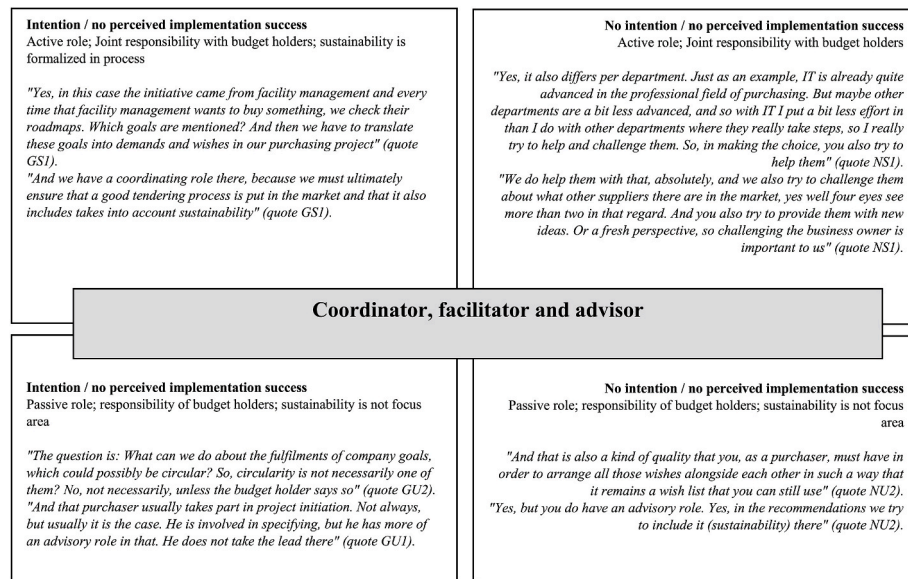 Intention / no perceived implementation success
Active role; Joint responsibility with budget holders; sustainability is
formalized in process
"Yes, in this case the initiative came from facility management and every
time that facility management wants to buy something, we check their
roadmaps. Which goals are mentioned? And then we have to translate
these goals into demands and wishes in our purchasing project" (quote
GS1).
"And we have a coordinating role there, because we must ultimately
ensure that a good tendering process is put in the market and that it also
includes takes into account sustainability" (quote GS1).
No intention / no perceived implementation success
Active role; Joint responsibility with budget holders
"Yes, it also differs per department. Just as an example, IT is already quite
advanced in the professional field of purchasing. But maybe other
departments are a bit less advanced, and so with IT I put a bit less effort in
than I do with other departments where they really take steps, so I really
try to help and challenge them. So, in making the choice, you also try to
help them" (quote NS1).
"We do help them with that, absolutely, and we also try to challenge them
about what other suppliers there are in the market, yes well four eyes see
more than two in that regard. And you also try to provide them with new
ideas. Or a fresh perspective, so challenging the business owner is
important to us" (quote NS1).
Coordinator, facilitator and advisor
Intention / no perceived implementation success
Passive role; responsibility of budget holders; sustainability is not focus
area
"The question is: What can we do about the fulfilments of company goals,
which could possibly be circular? So, circularity is not necessarily one of
them? No, not necessarily, unless the budget holder says so" (quote GU2).
"And that purchaser usually takes part in project initiation. Not always,
but usually it is the case. He is involved in specifying, but he has more of
an advisory role in that. He does not take the lead there" (quote GU1).
No intention / no perceived implementation success
Passive role; responsibility of budget holders; sustainability is not focus
area
"And that is also a kind of quality that you, as a purchaser, must have in
order to arrange all those wishes alongside each other in such a way that
it remains a wish list that you can still use" (quote NU2).
"Yes, but you do have an advisory role. Yes, in the recommendations we try
to include it (sustainability) there" (quote NU2).